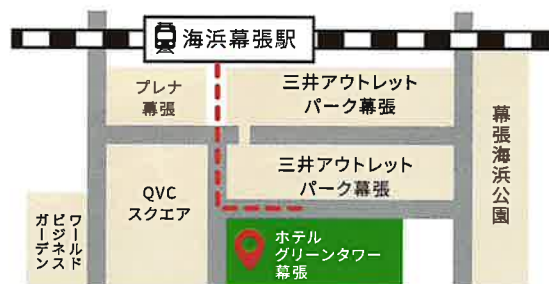 海浜幕張駅
プレナ
幕張
三井アウトレット
パーク幕張
幕張海浜公園
三井アウトレット
パーク幕張
QVC
スクエア
ワールド
ビジネス
ガーデン
ホテル
グリーンタワー
幕張